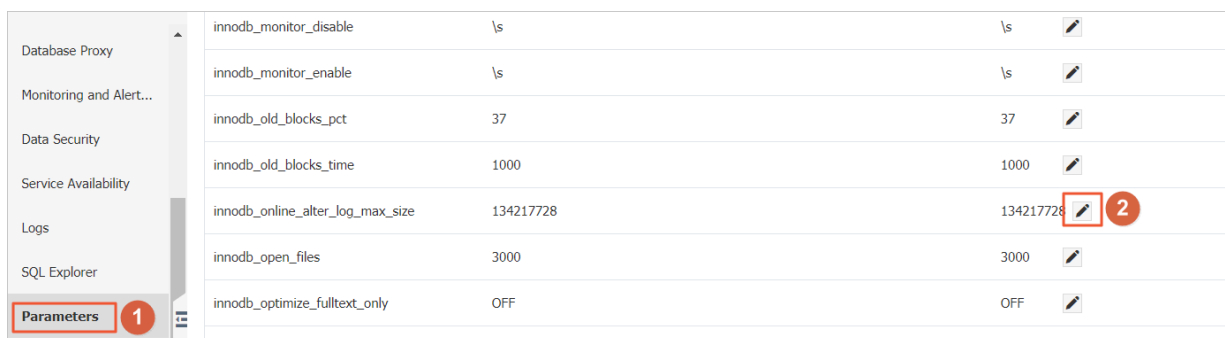 Database Proxy
Monitoring and Alert...
Data Security
Service Availability
Logs
SQL Explorer
Parameters 1
innodb_monitor_disable \s \s
innodb_monitor_enable \s \s
innodb_old_blocks_pct 37 37
innodb_old_blocks_time 1000 1000
innodb_online_alter_log_max_size 134217728 134217728 2
innodb_open_files 3000 3000
innodb_optimize_fulltext_only OFF OFF